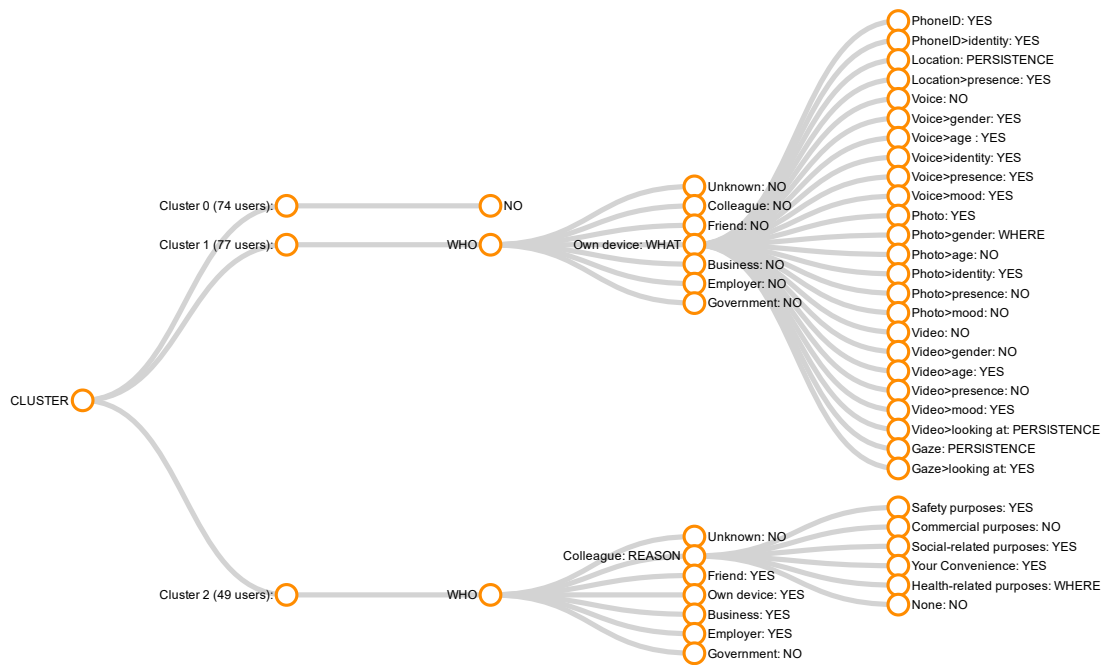 CLUSTER
Cluster 0 (74 users):
NO
Cluster 1 (77 users):
WHO
Unknown: NO
Colleague: NO
Friend: NO
Own device: WHAT
Business: NO
Employer: NO
Government: NO
PhoneID: YES
PhoneID>identity: YES
Location: PERSISTENCE
Location>presence: YES
Voice: NO
Voice>gender: YES
Voice>age : YES
Voice>identity: YES
Voice>presence: YES
Voice>mood: YES
Photo: YES
Photo>gender: WHERE
Photo>age: NO
Photo>identity: YES
Photo>presence: NO
Photo>mood: NO
Video: NO
Video>gender: NO
Video>age: YES
Video>presence: NO
Video>mood: YES
Video>looking at: PERSISTENCE
Gaze: PERSISTENCE
Gaze>looking at: YES
Cluster 2 (49 users):
WHO
Unknown: NO
Colleague: REASON
Friend: YES
Own device: YES
Business: YES
Employer: YES
Government: NO
Safety purposes: YES
Commercial purposes: NO
Social-related purposes: YES
Your Convenience: YES
Health-related purposes: WHERE
None: NO